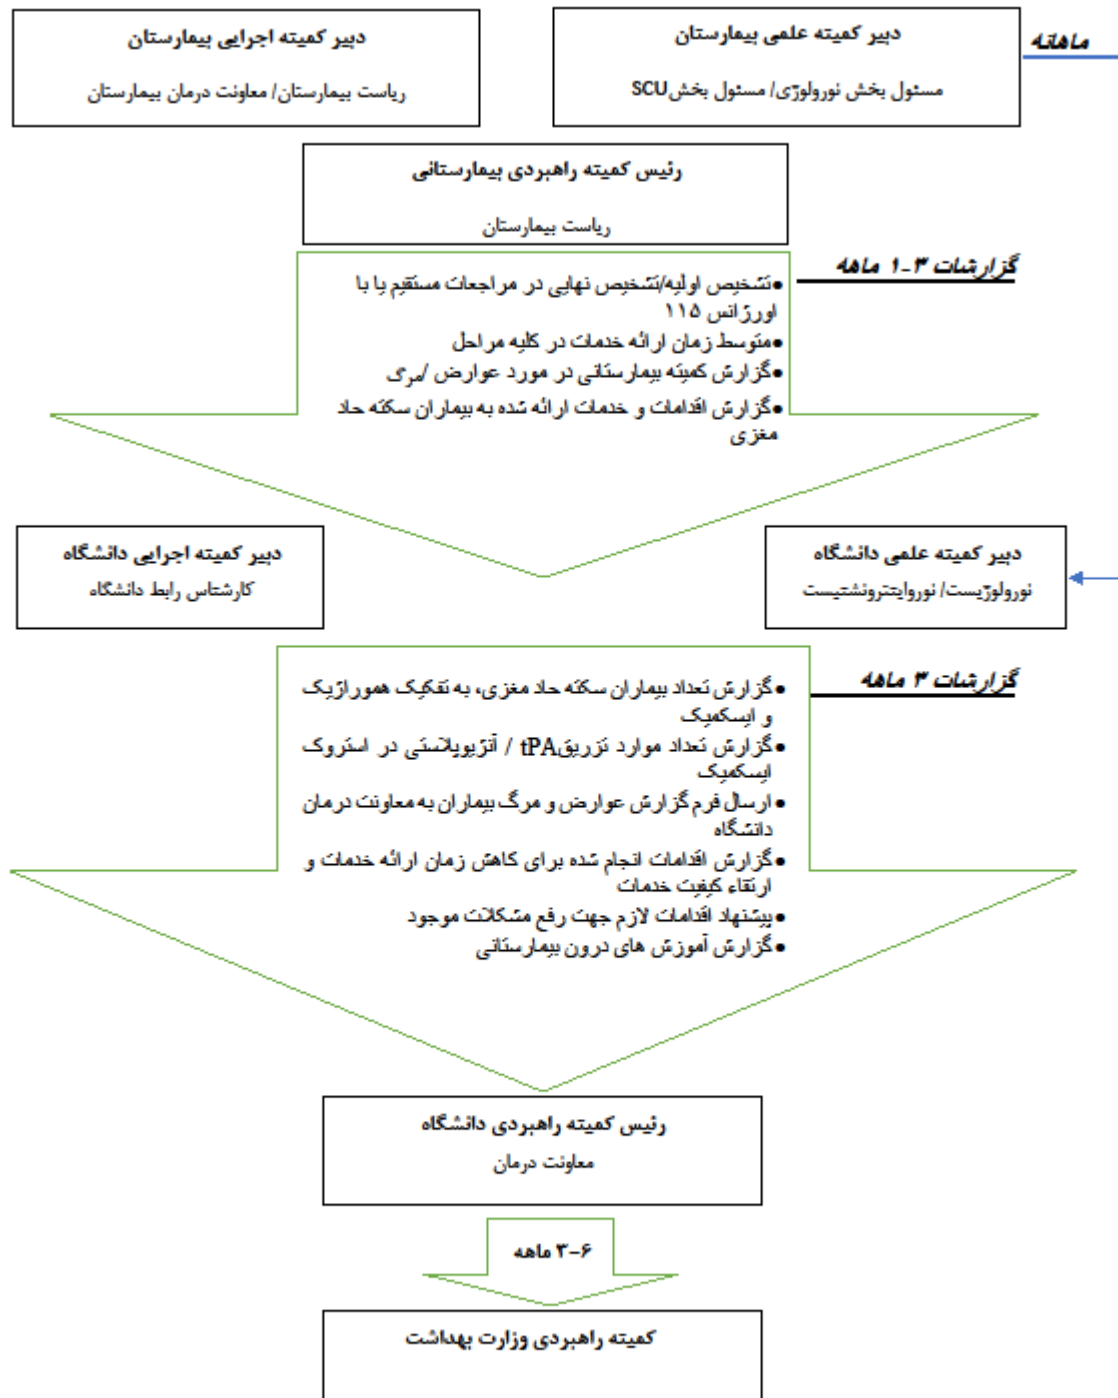 دبیر کمیته علمی بیمارستان
مسئول بخش نورولوژی/ مسئول بخشSCU
ماهانه
دبیر کمیته اجرایی بیمارستان
ریاست بیمارستان/ معاونت درمان بیمارستان
رئیس کمیته راهبردی بیمارستانی
ریاست بیمارستان
گزارشات ۳-۱ ماهه
●تشخیص اولیه/تشخیص نهایی در مراجعات مستقیم یا با
اورژانس ۱۱۵
●متوسط زمان ارائه خدمات در کلیه مراحل
●گزارش کمیته بیمارستانی در مورد عوارض /مرگ
●گزارش اقدامات و خدمات ارائه شده به بیماران سکته حاد
مغزی
دبیر کمیته علمی دانشگاه
نورولوژیست/ نوروایتترونشتیست
دبیر کمیته اجرایی دانشگاه
کارشناس رابط دانشگاه
گزارشات ۳ ماهه
●گزارش تعداد بیماران سکته حاد مغزی، به تفکیک هموراژیک
و ایسکمیک
●گزارش تعداد موارد تزریقtPA / آنژیوپلاستی در استروک
ایسکمیک
●ارسال فرم گزارش عوارض و مرگ بیماران به معاونت درمان
دانشگاه
●گزارش اقدامات انجام شده برای کاهش زمان ارائه خدمات و
ارتقاء کیفیت خدمات
●پیشنهاد اقدامات لازم جهت رفع مشکلات موجود
●گزارش آموزش های درون بیمارستانی
رئیس کمیته راهبردی دانشگاه
معاونت درمان
۳-۶ ماهه
کمیته راهبردی وزارت بهداشت